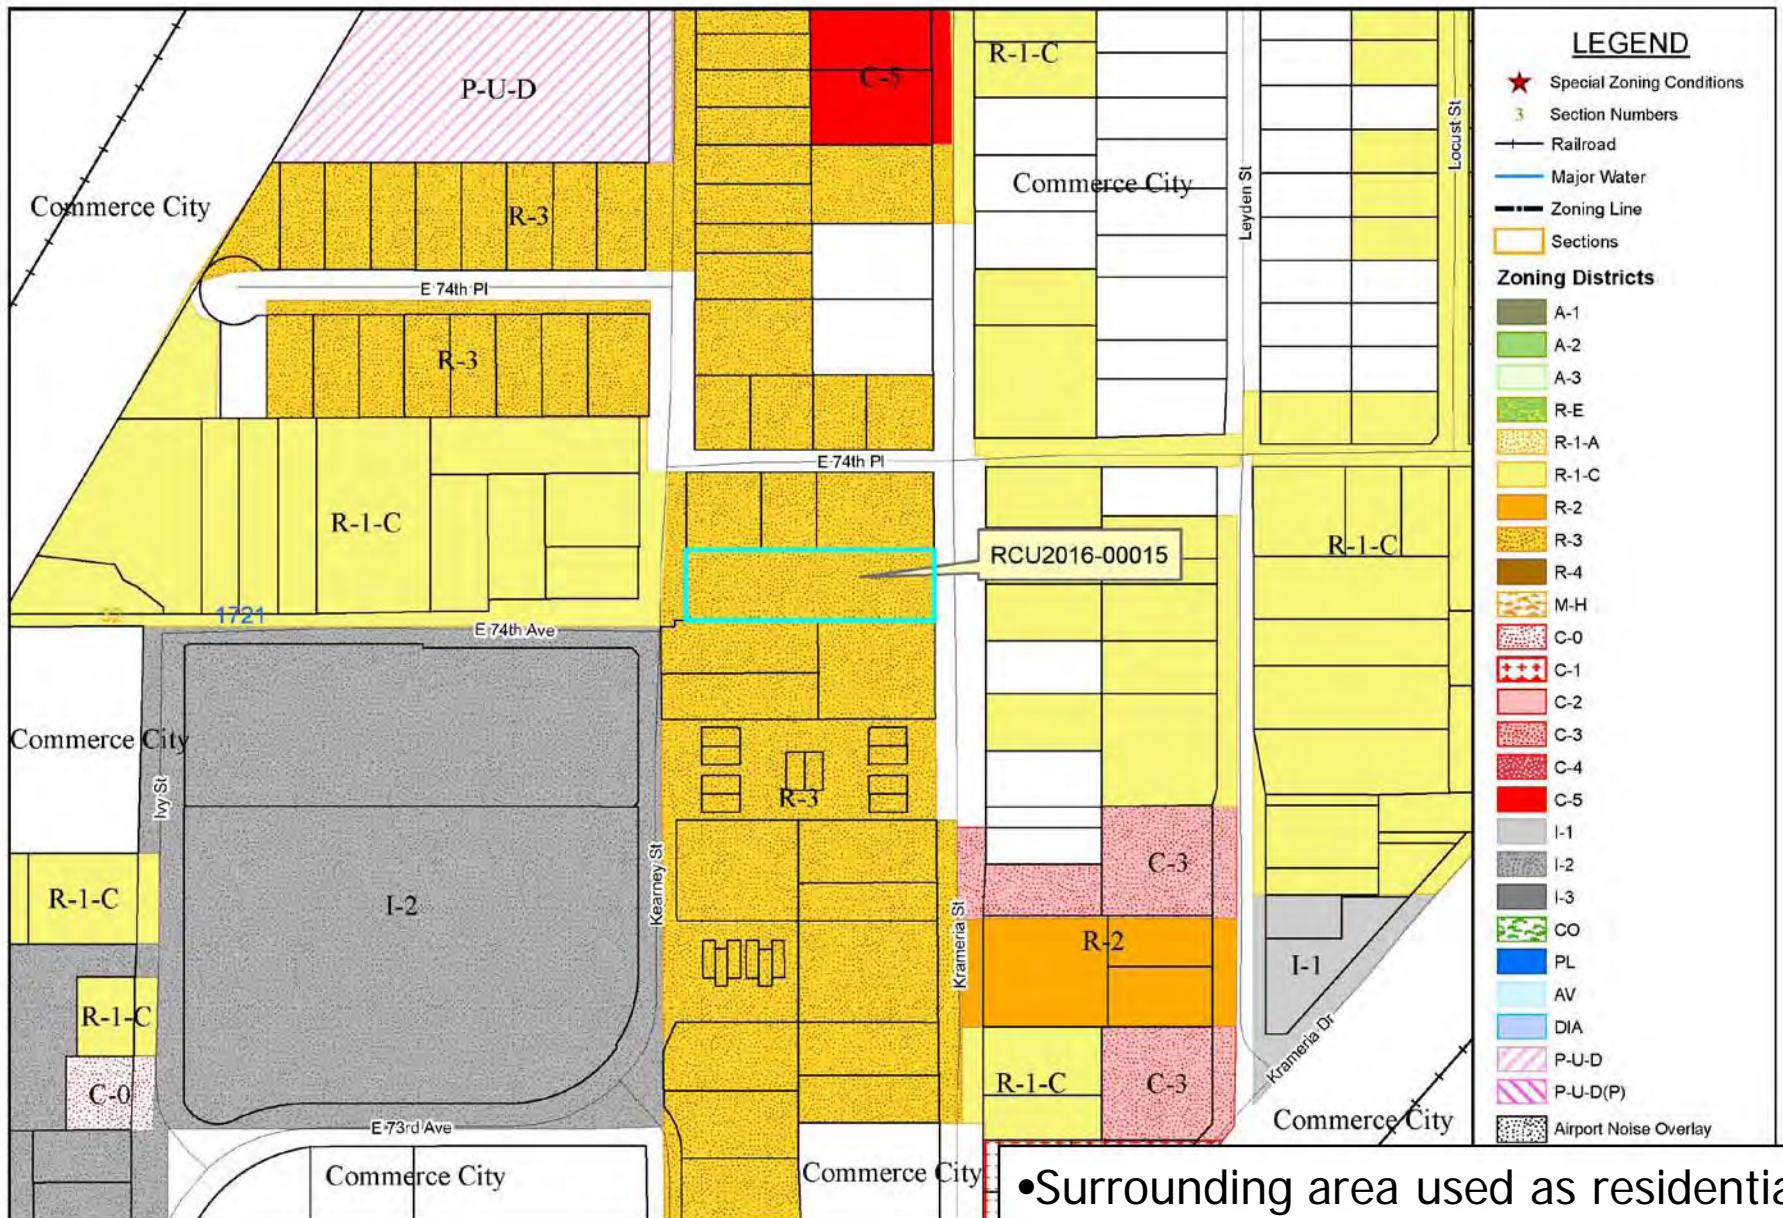 P-U-D
C-5
R-1-C
Commerce City
R-3
Commerce City
Leyden St
Locust St
E 74th Pl
R-3
E 74th Pl
R-1-C
RCU2016-00015
R-1-C
1721
E 74th Ave
Commerce City
Ivy St
R-3
C-3
R-1-C
I-2
Kearney St
Krameria St
R-2
I-1
R-1-C
C-0
R-1-C
C-3
Krameria Dr
E 73rd Ave
Commerce City
Commerce City
Commerce City
LEGEND
Special Zoning Conditions
3 Section Numbers
Railroad
Major Water
Zoning Line
Sections
Zoning Districts
A-1
A-2
A-3
R-E
R-1-A
R-1-C
R-2
R-3
R-4
M-H
C-0
C-1
C-2
C-3
C-4
C-5
I-1
I-2
I-3
CO
PL
AV
DIA
P-U-D
P-U-D(P)
Airport Noise Overlay
•Surrounding area used as residentia